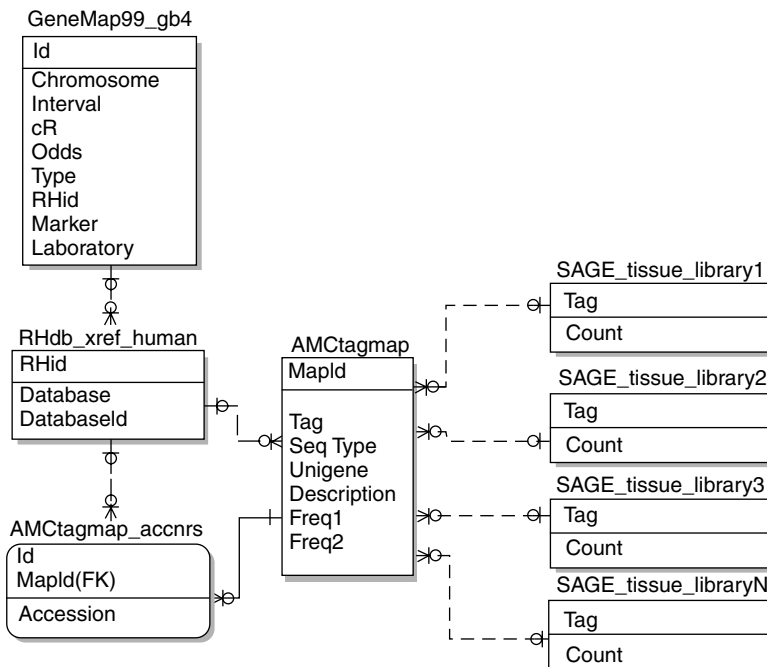 GeneMap99_gb4
Id
Chromosome
Interval
cR
Odds
Type
RHid
Marker
Laboratory
RHdb_xref_human
RHid
Database
DatabaseId
AMCtagmap_accnrs
Id
MapId(FK)
Accession
AMCtagmap
MapId
Tag
Seq Type
Unigene
Description
Freq1
Freq2
SAGE_tissue_library1
Tag
Count
SAGE_tissue_library2
Tag
Count
SAGE_tissue_library3
Tag
Count
SAGE_tissue_libraryN
Tag
Count